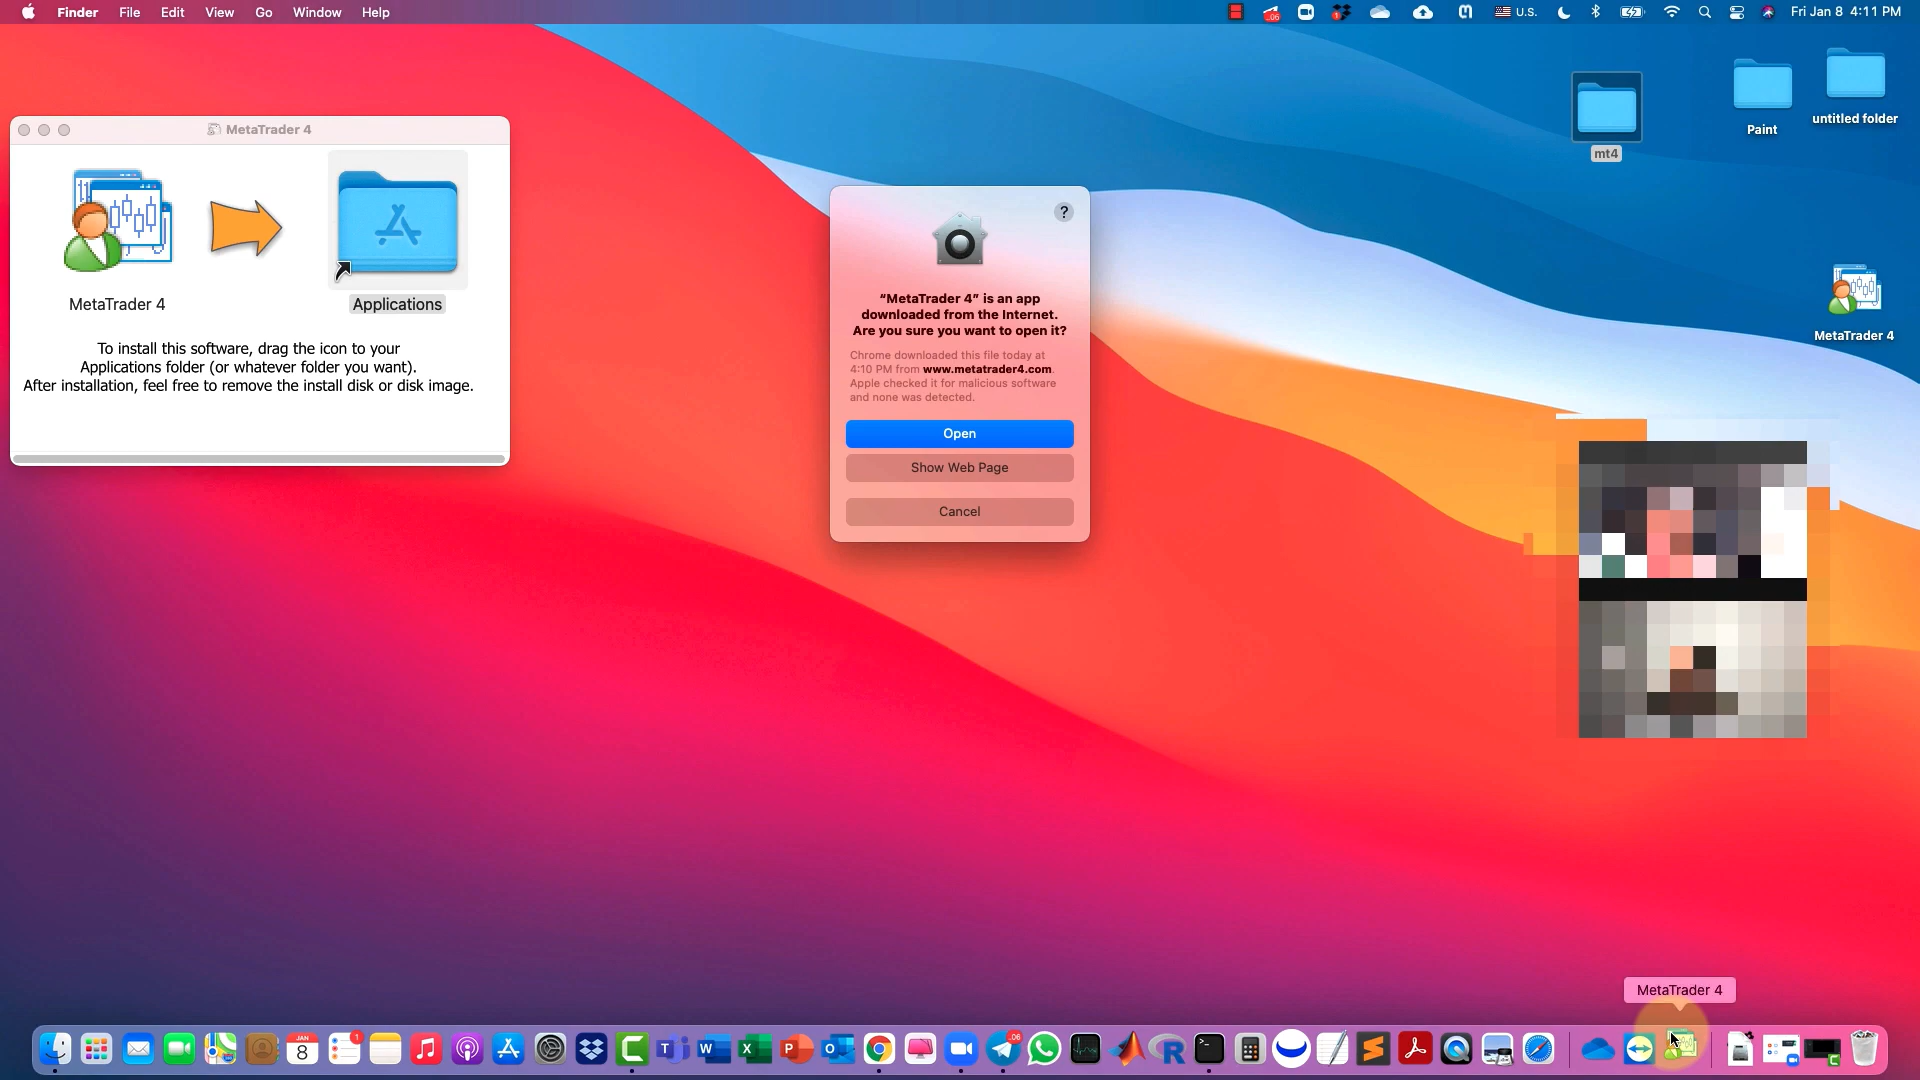 Finder File Edit View Go Window Help
U.S. Fri Jan 8 4:11 PM
MetaTrader 4
MetaTrader 4
Applications
To install this software, drag the icon to your
Applications folder (or whatever folder you want).
After installation, feel free to remove the install disk or disk image.
?
“MetaTrader 4” is an app
downloaded from the Internet.
Are you sure you want to open it?
Chrome downloaded this file today at
4:10 PM from www.metatrader4.com.
Apple checked it for malicious software
and none was detected.
Open
Show Web Page
Cancel
mt4
Paint
untitled folder
MetaTrader 4
MetaTrader 4
JAN
8
1